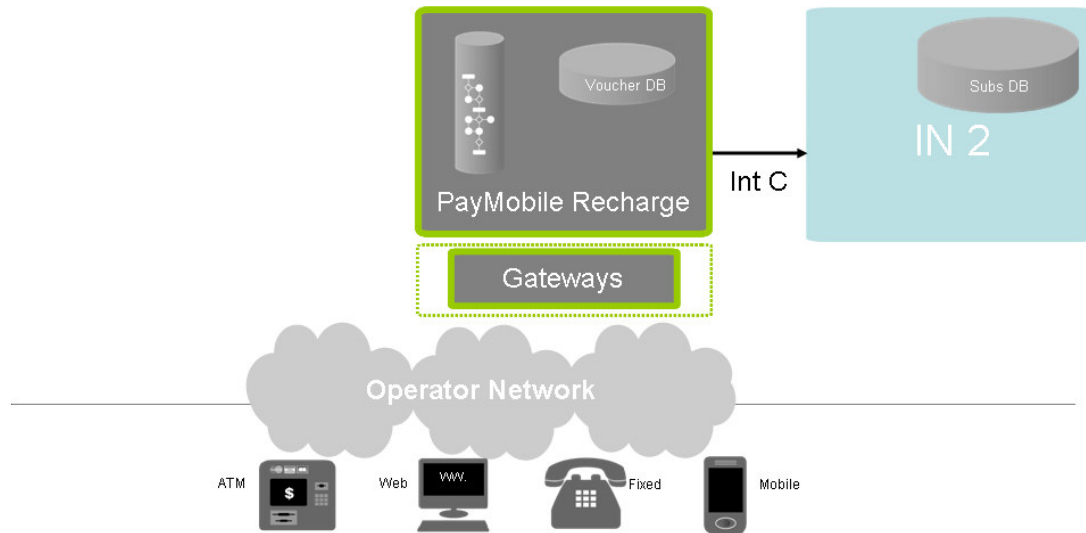 Voucher DB
Subs DB
IN 2
Int C
PayMobile Recharge
Gateways
Operator Network
ATM
$
Web
WW.
Fixed
Mobile